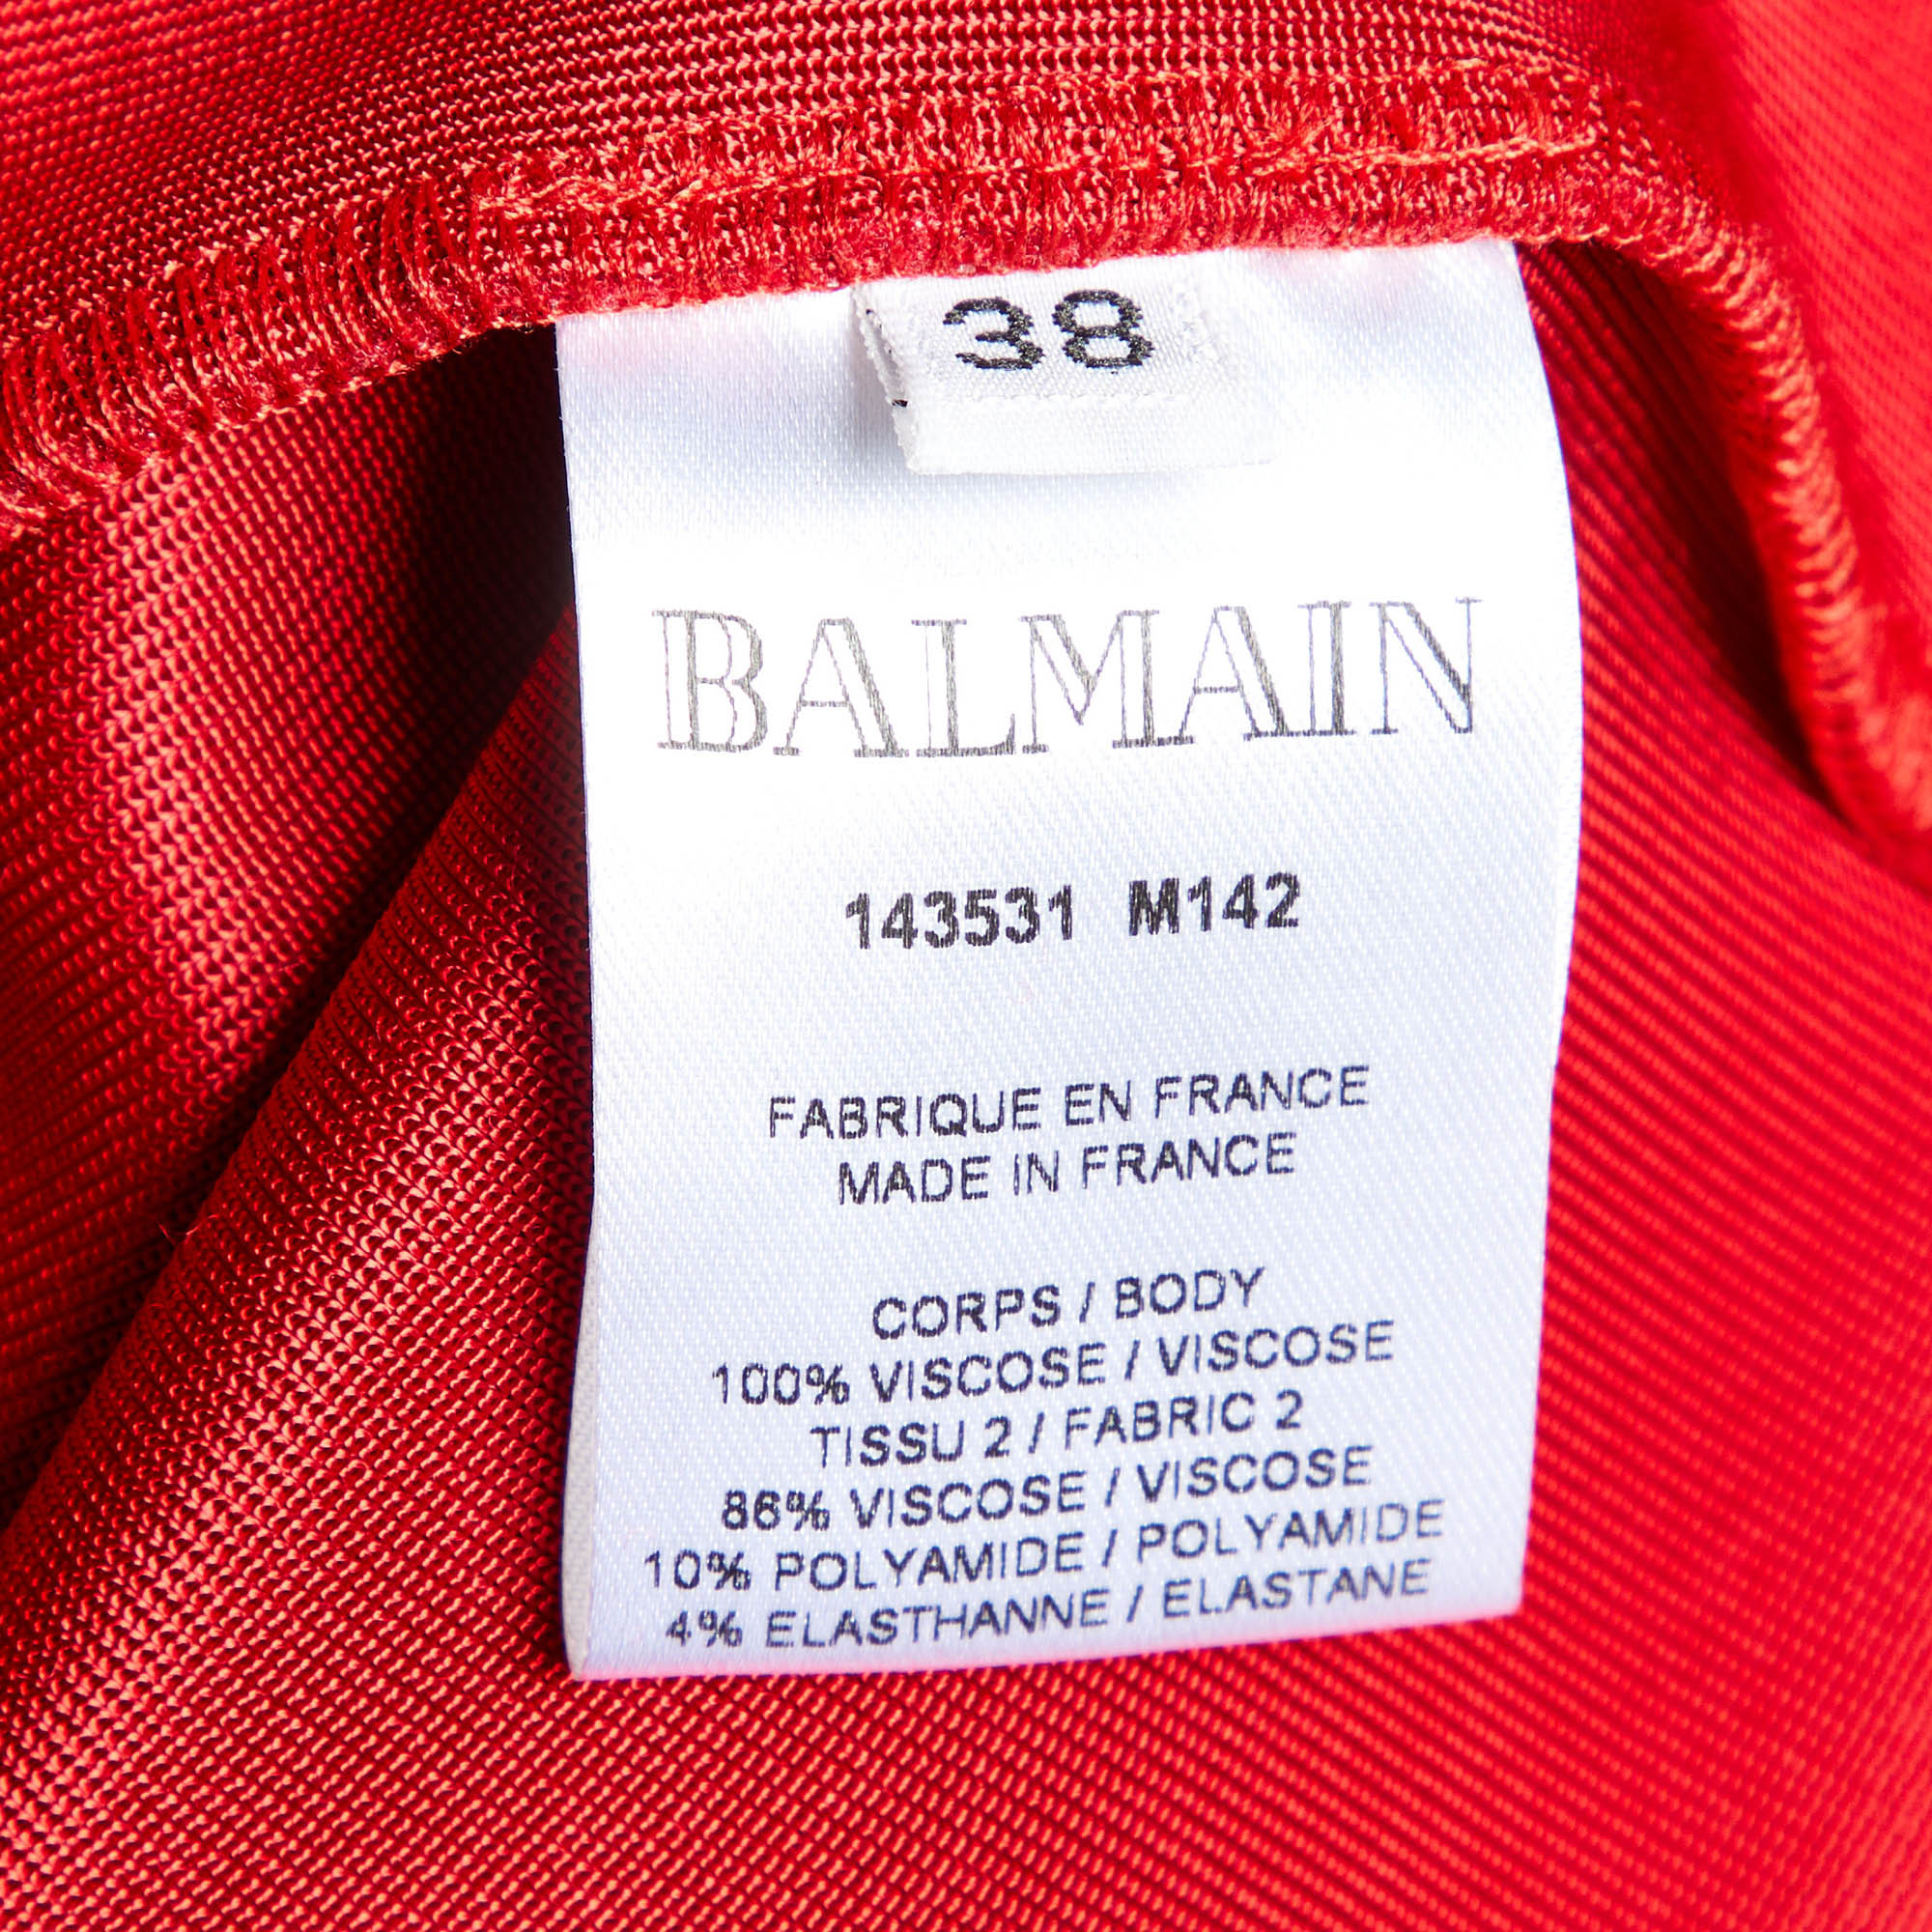 38
BALMAIN
143531 M142
FABRIQUE EN FRANCE
MADE IN FRANCE
CORPS / BODY
100% VISCOSE / VISCOSE
TISSU 2 / FABRIC 2
86% VISCOSE / VISCOSE
10% POLYAMIDE / POLYAMIDE
4% ELASTHANNE / ELASTANE